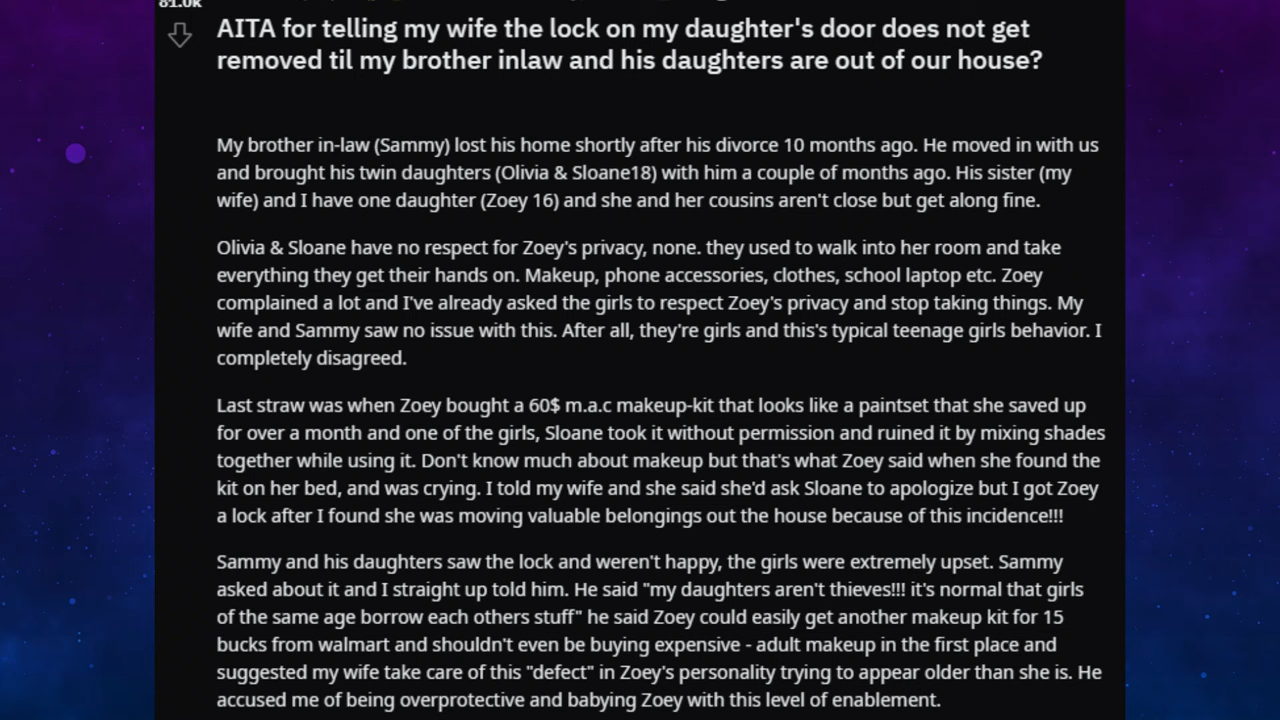 81.0k
AITA for telling my wife the lock on my daughter's door does not get
removed til my brother inlaw and his daughters are out of our house?
My brother in-law (Sammy) lost his home shortly after his divorce 10 months ago. He moved in with us
and brought his twin daughters (Olivia & Sloane18) with him a couple of months ago. His sister (my
wife) and I have one daughter (Zoey 16) and she and her cousins aren't close but get along fine.
Olivia & Sloane have no respect for Zoey's privacy, none. they used to walk into her room and take
everything they get their hands on. Makeup, phone accessories, clothes, school laptop etc. Zoey
complained a lot and I've already asked the girls to respect Zoey's privacy and stop taking things. My
wife and Sammy saw no issue with this. After all, they're girls and this's typical teenage girls behavior. I
completely disagreed.
Last straw was when Zoey bought a 60$ m.a.c makeup-kit that looks like a paintset that she saved up
for over a month and one of the girls, Sloane took it without permission and ruined it by mixing shades
together while using it. Don't know much about makeup but that's what Zoey said when she found the
kit on her bed, and was crying. I told my wife and she said she'd ask Sloane to apologize but I got Zoey
a lock after I found she was moving valuable belongings out the house because of this incidence!!!
Sammy and his daughters saw the lock and weren't happy, the girls were extremely upset. Sammy
asked about it and I straight up told him. He said "my daughters aren't thieves!!! it's normal that girls
of the same age borrow each others stuff" he said Zoey could easily get another makeup kit for 15
bucks from walmart and shouldn't even be buying expensive - adult makeup in the first place and
suggested my wife take care of this "defect" in Zoey's personality trying to appear older than she is. He
accused me of being overprotective and babying Zoey with this level of enablement.